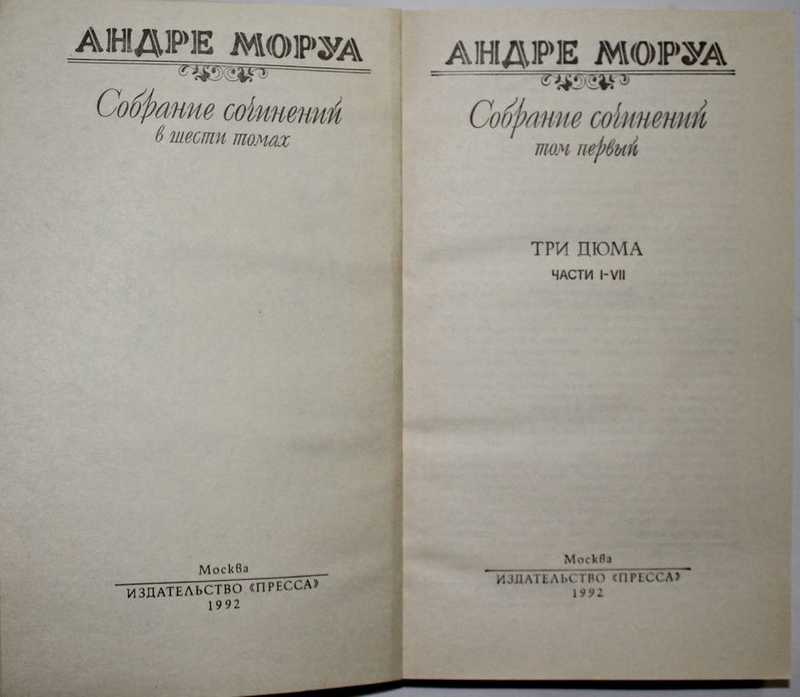 АНДРЕ МОРУА
Собрание сочинений
в шести томах
Москва
ИЗДАТЕЛЬСТВО «ПРЕССА»
1992
АНДРЕ МОРУА
Собрание сочинений
том первый
ТРИ ДЮМА
ЧАСТИ I-VII
Москва
ИЗДАТЕЛЬСТВО «ПРЕССА»
1992